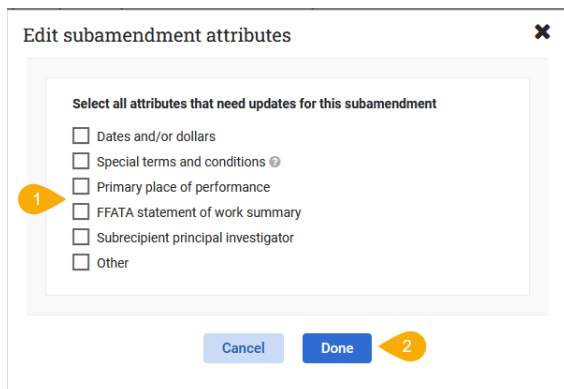 Edit subamendment attributes
Select all attributes that need updates for this subamendment
Dates and/or dollars
Special terms and conditions ?
Primary place of performance
1
FFATA statement of work summary
Subrecipient principal investigator
Other
Cancel Done 2